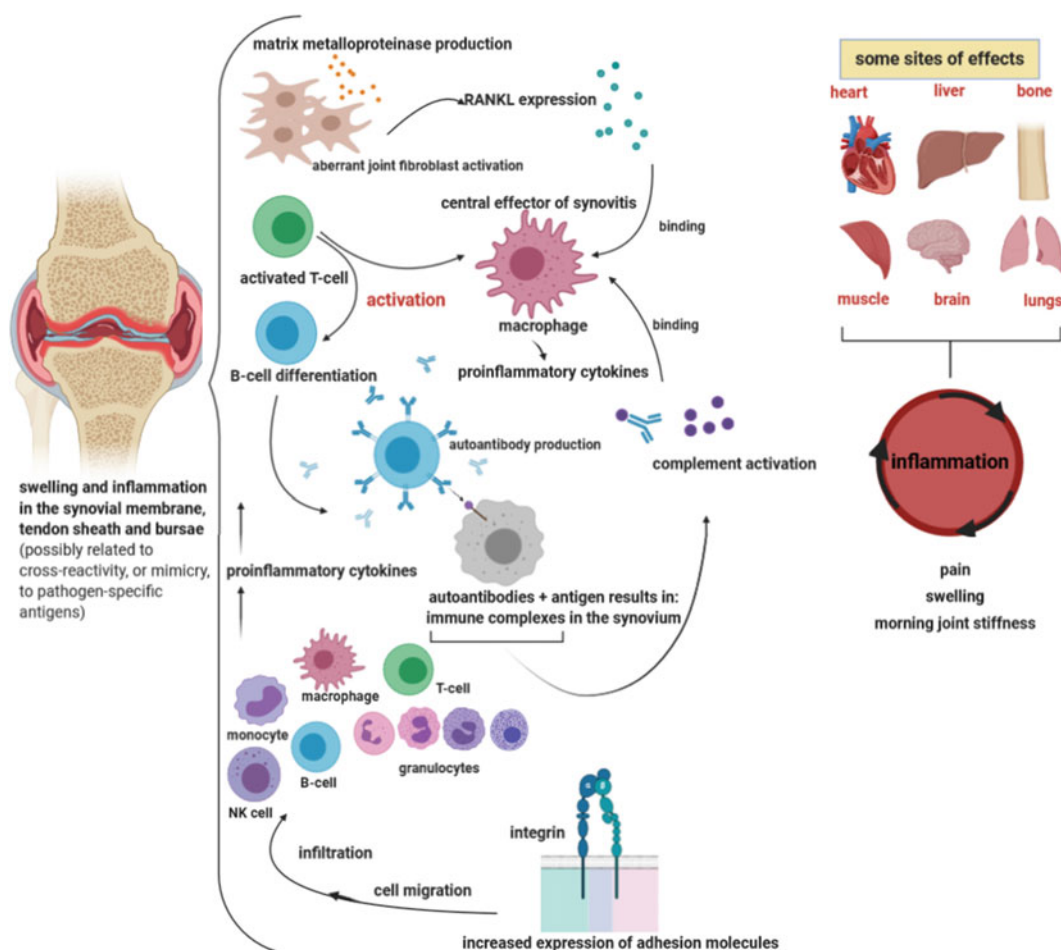 matrix metalloproteinase production
RANKL expression
aberrant joint fibroblast activation
central effector of synovitis
binding
activated T-cell
activation
macrophage
binding
B-cell differentiation
proinflammatory cytokines
autoantibody production
complement activation
swelling and inflammation
in the synovial membrane,
tendon sheath and bursae
(possibly related to
cross-reactivity, or mimicry,
to pathogen-specific
antigens)
proinflammatory cytokines
autoantibodies + antigen results in:
immune complexes in the synovium
macrophage
T-cell
monocyte
B-cell
granulocytes
NK cell
integrin
infiltration
cell migration
increased expression of adhesion molecules
some sites of effects
heart
liver
bone
muscle
brain
lungs
inflammation
pain
swelling
morning joint stiffness